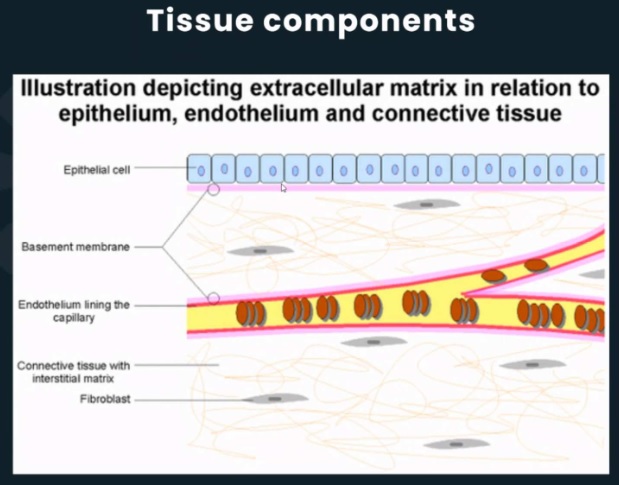 Tissue components
Illustration depicting extracellular matrix in relation to
epithelium, endothelium and connective tissue
Epithelial cell
Basement membrane
Endothelium lining the
capillary
Connective tissue with
interstitial matrix
Fibroblast